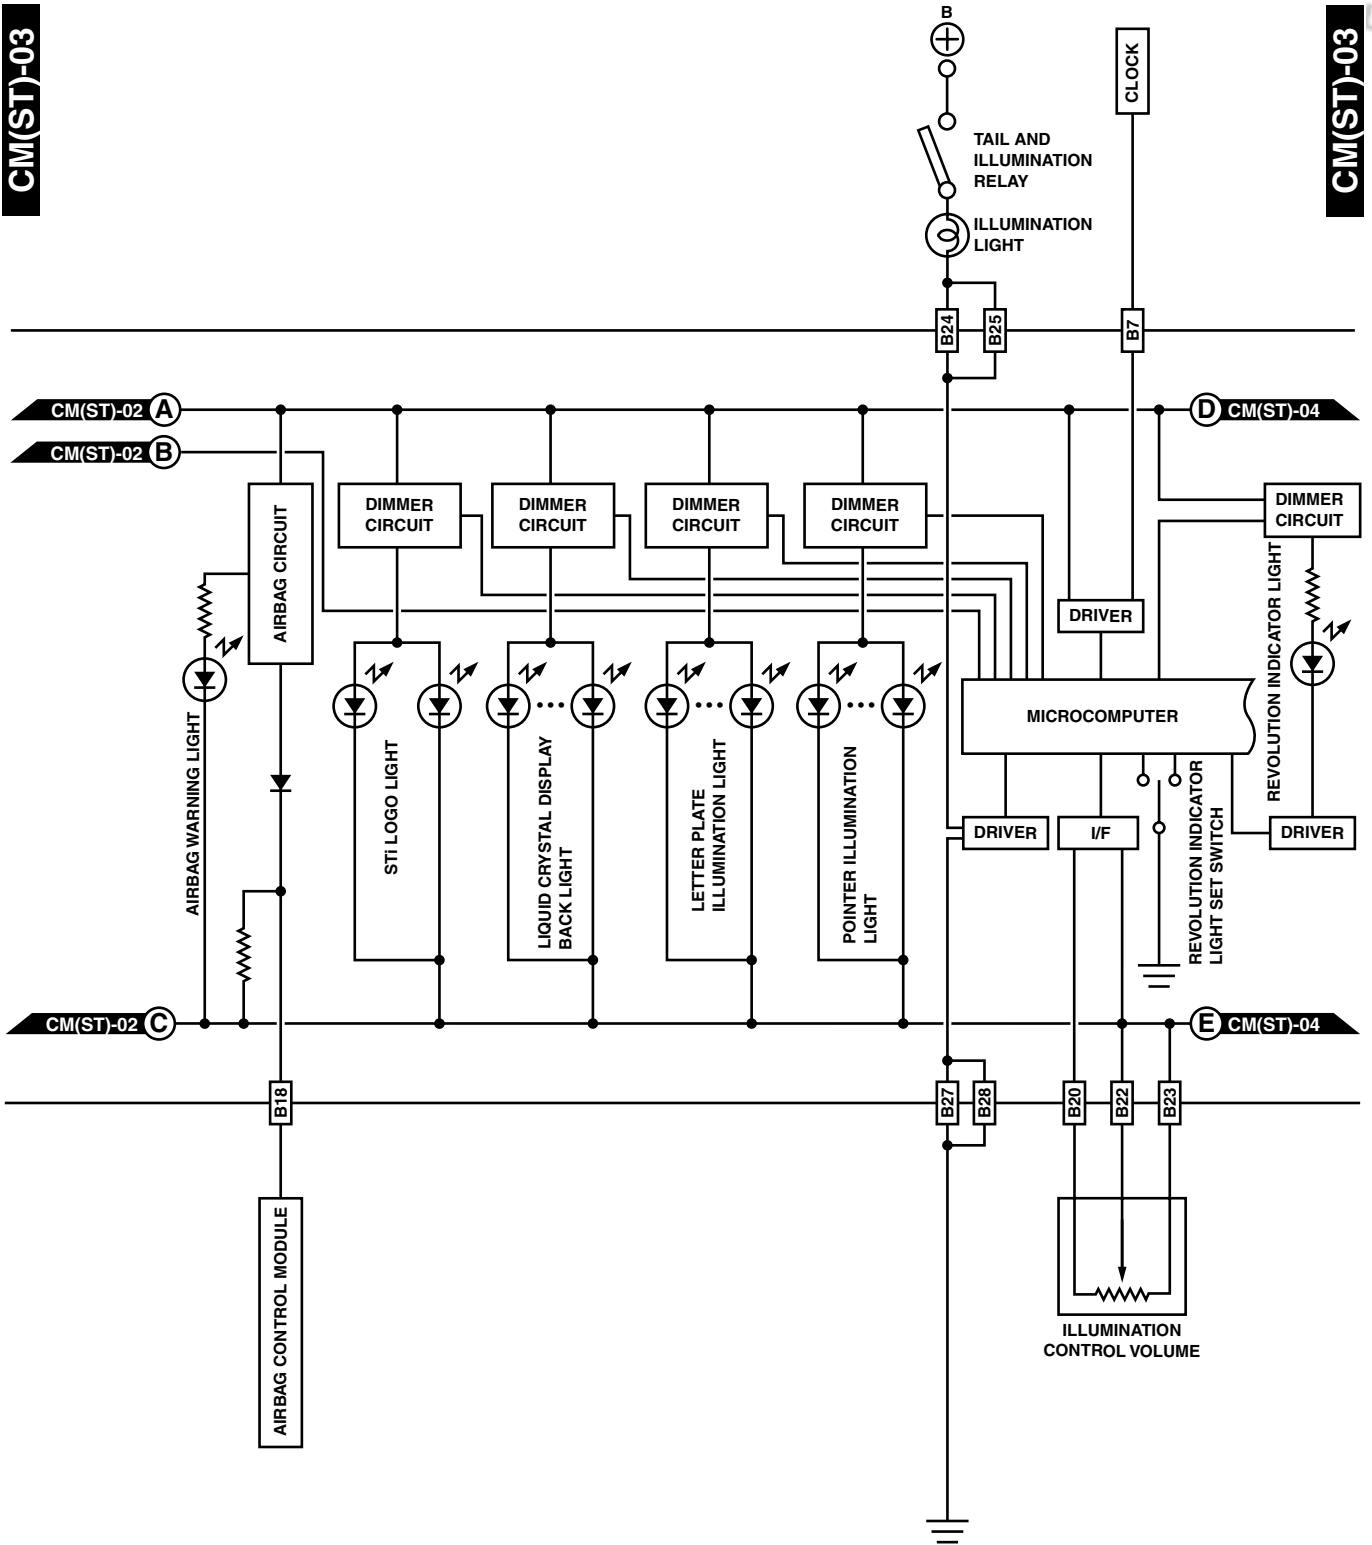 CM(ST)-03
CM(ST)-03
B
CLOCK
TAIL AND
ILLUMINATION
RELAY
ILLUMINATION
LIGHT
B24
B25
B7
CM(ST)-02 A
D CM(ST)-04
CM(ST)-02 B
AIRBAG CIRCUIT
DIMMER
CIRCUIT
DIMMER
CIRCUIT
DIMMER
CIRCUIT
DIMMER
CIRCUIT
DIMMER
CIRCUIT
DRIVER
REVOLUTION INDICATOR LIGHT
MICROCOMPUTER
AIRBAG WARNING LIGHT
STi LOGO LIGHT
LIQUID CRYSTAL DISPLAY
BACK LIGHT
LETTER PLATE
ILLUMINATION LIGHT
POINTER ILLUMINATION
LIGHT
DRIVER
I/F
REVOLUTION INDICATOR
LIGHT SET SWITCH
DRIVER
CM(ST)-02 C
E CM(ST)-04
B18
B27
B28
B20
B22
B23
AIRBAG CONTROL MODULE
ILLUMINATION
CONTROL VOLUME